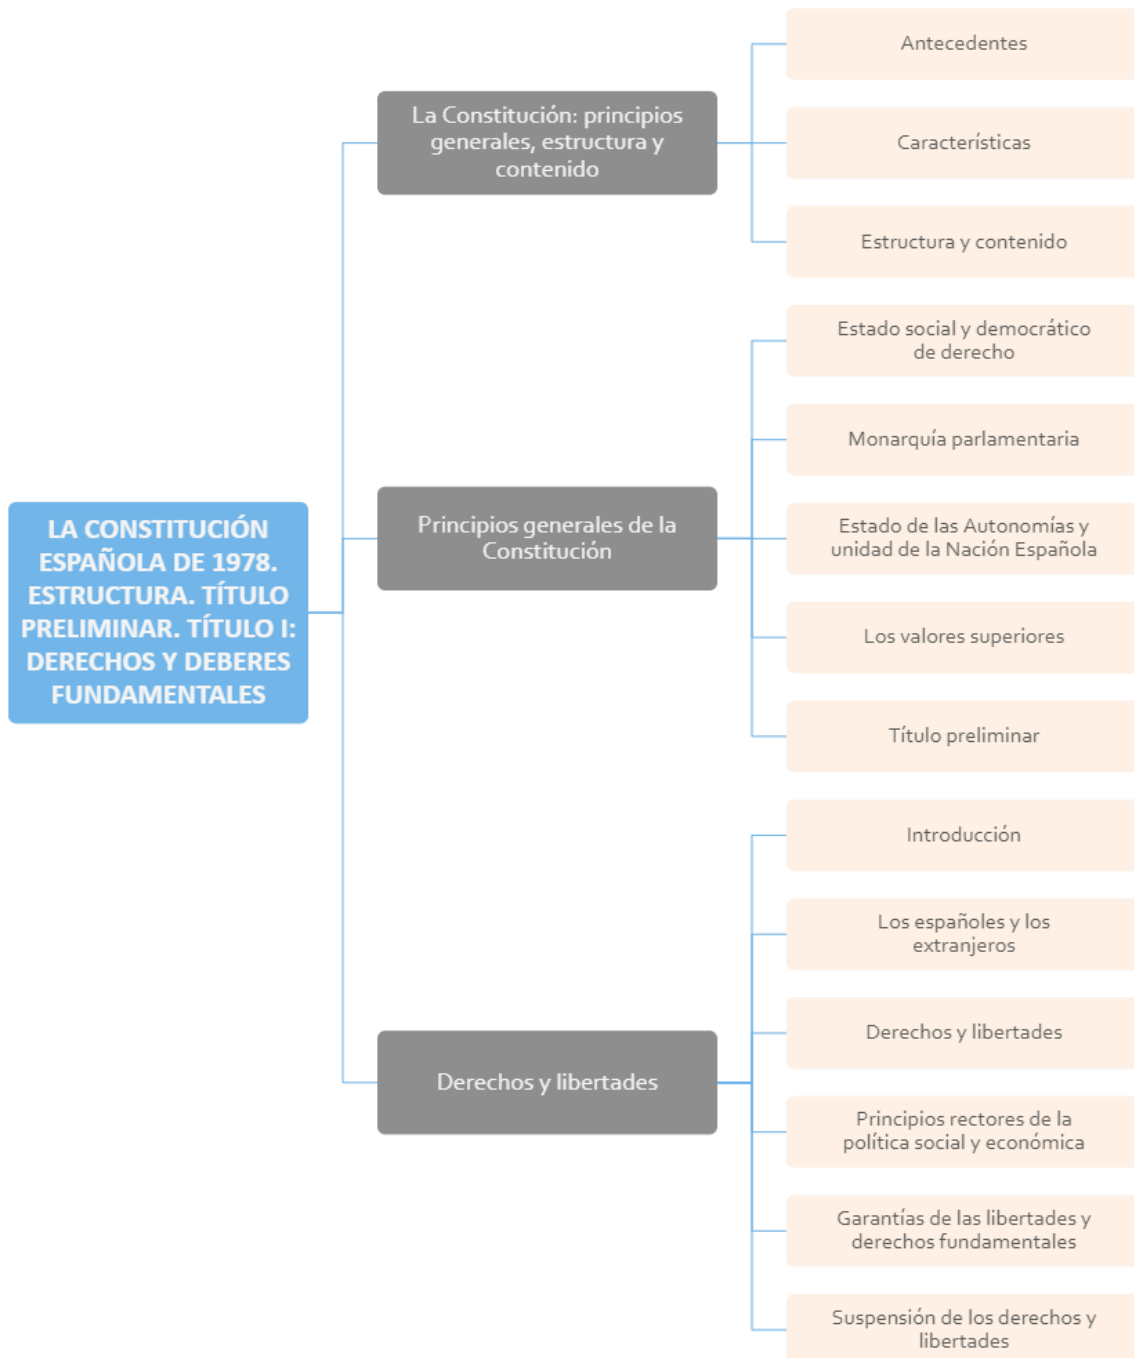 LA CONSTITUCIÓN
ESPAÑOLA DE 1978.
ESTRUCTURA. TÍTULO
PRELIMINAR. TÍTULO I:
DERECHOS Y DEBERES
FUNDAMENTALES
La Constitución: principios
generales, estructura y
contenido
Antecedentes
Características
Estructura y contenido
Principios generales de la
Constitución
Estado social y democrático
de derecho
Monarquía parlamentaria
Estado de las Autonomías y
unidad de la Nación Española
Los valores superiores
Título preliminar
Derechos y libertades
Introducción
Los españoles y los
extranjeros
Derechos y libertades
Principios rectores de la
política social y económica
Garantías de las libertades y
derechos fundamentales
Suspensión de los derechos y
libertades